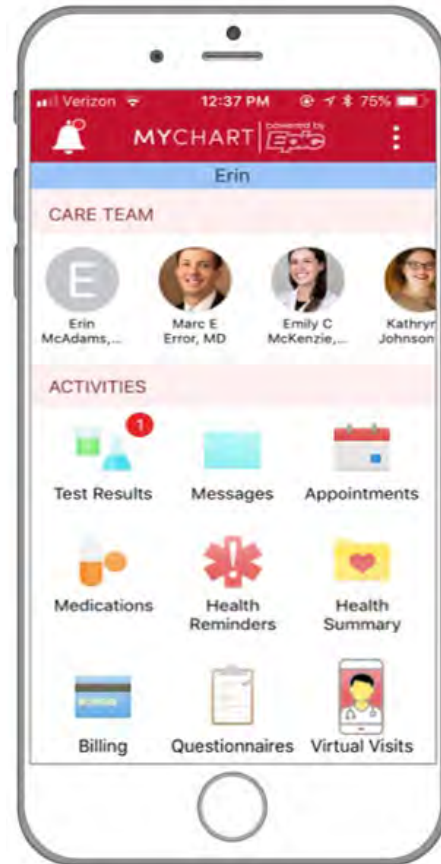 Verizon 12:37 PM 75%
MYCHART powered by Epic
Erin
CARE TEAM
E
Erin McAdams,...
Marc E Error, MD
Emily C McKenzie,...
Kathryn Johnson
ACTIVITIES
1
Test Results Messages Appointments
Medications
Health Reminders
Health Summary
Billing Questionnaires Virtual Visits